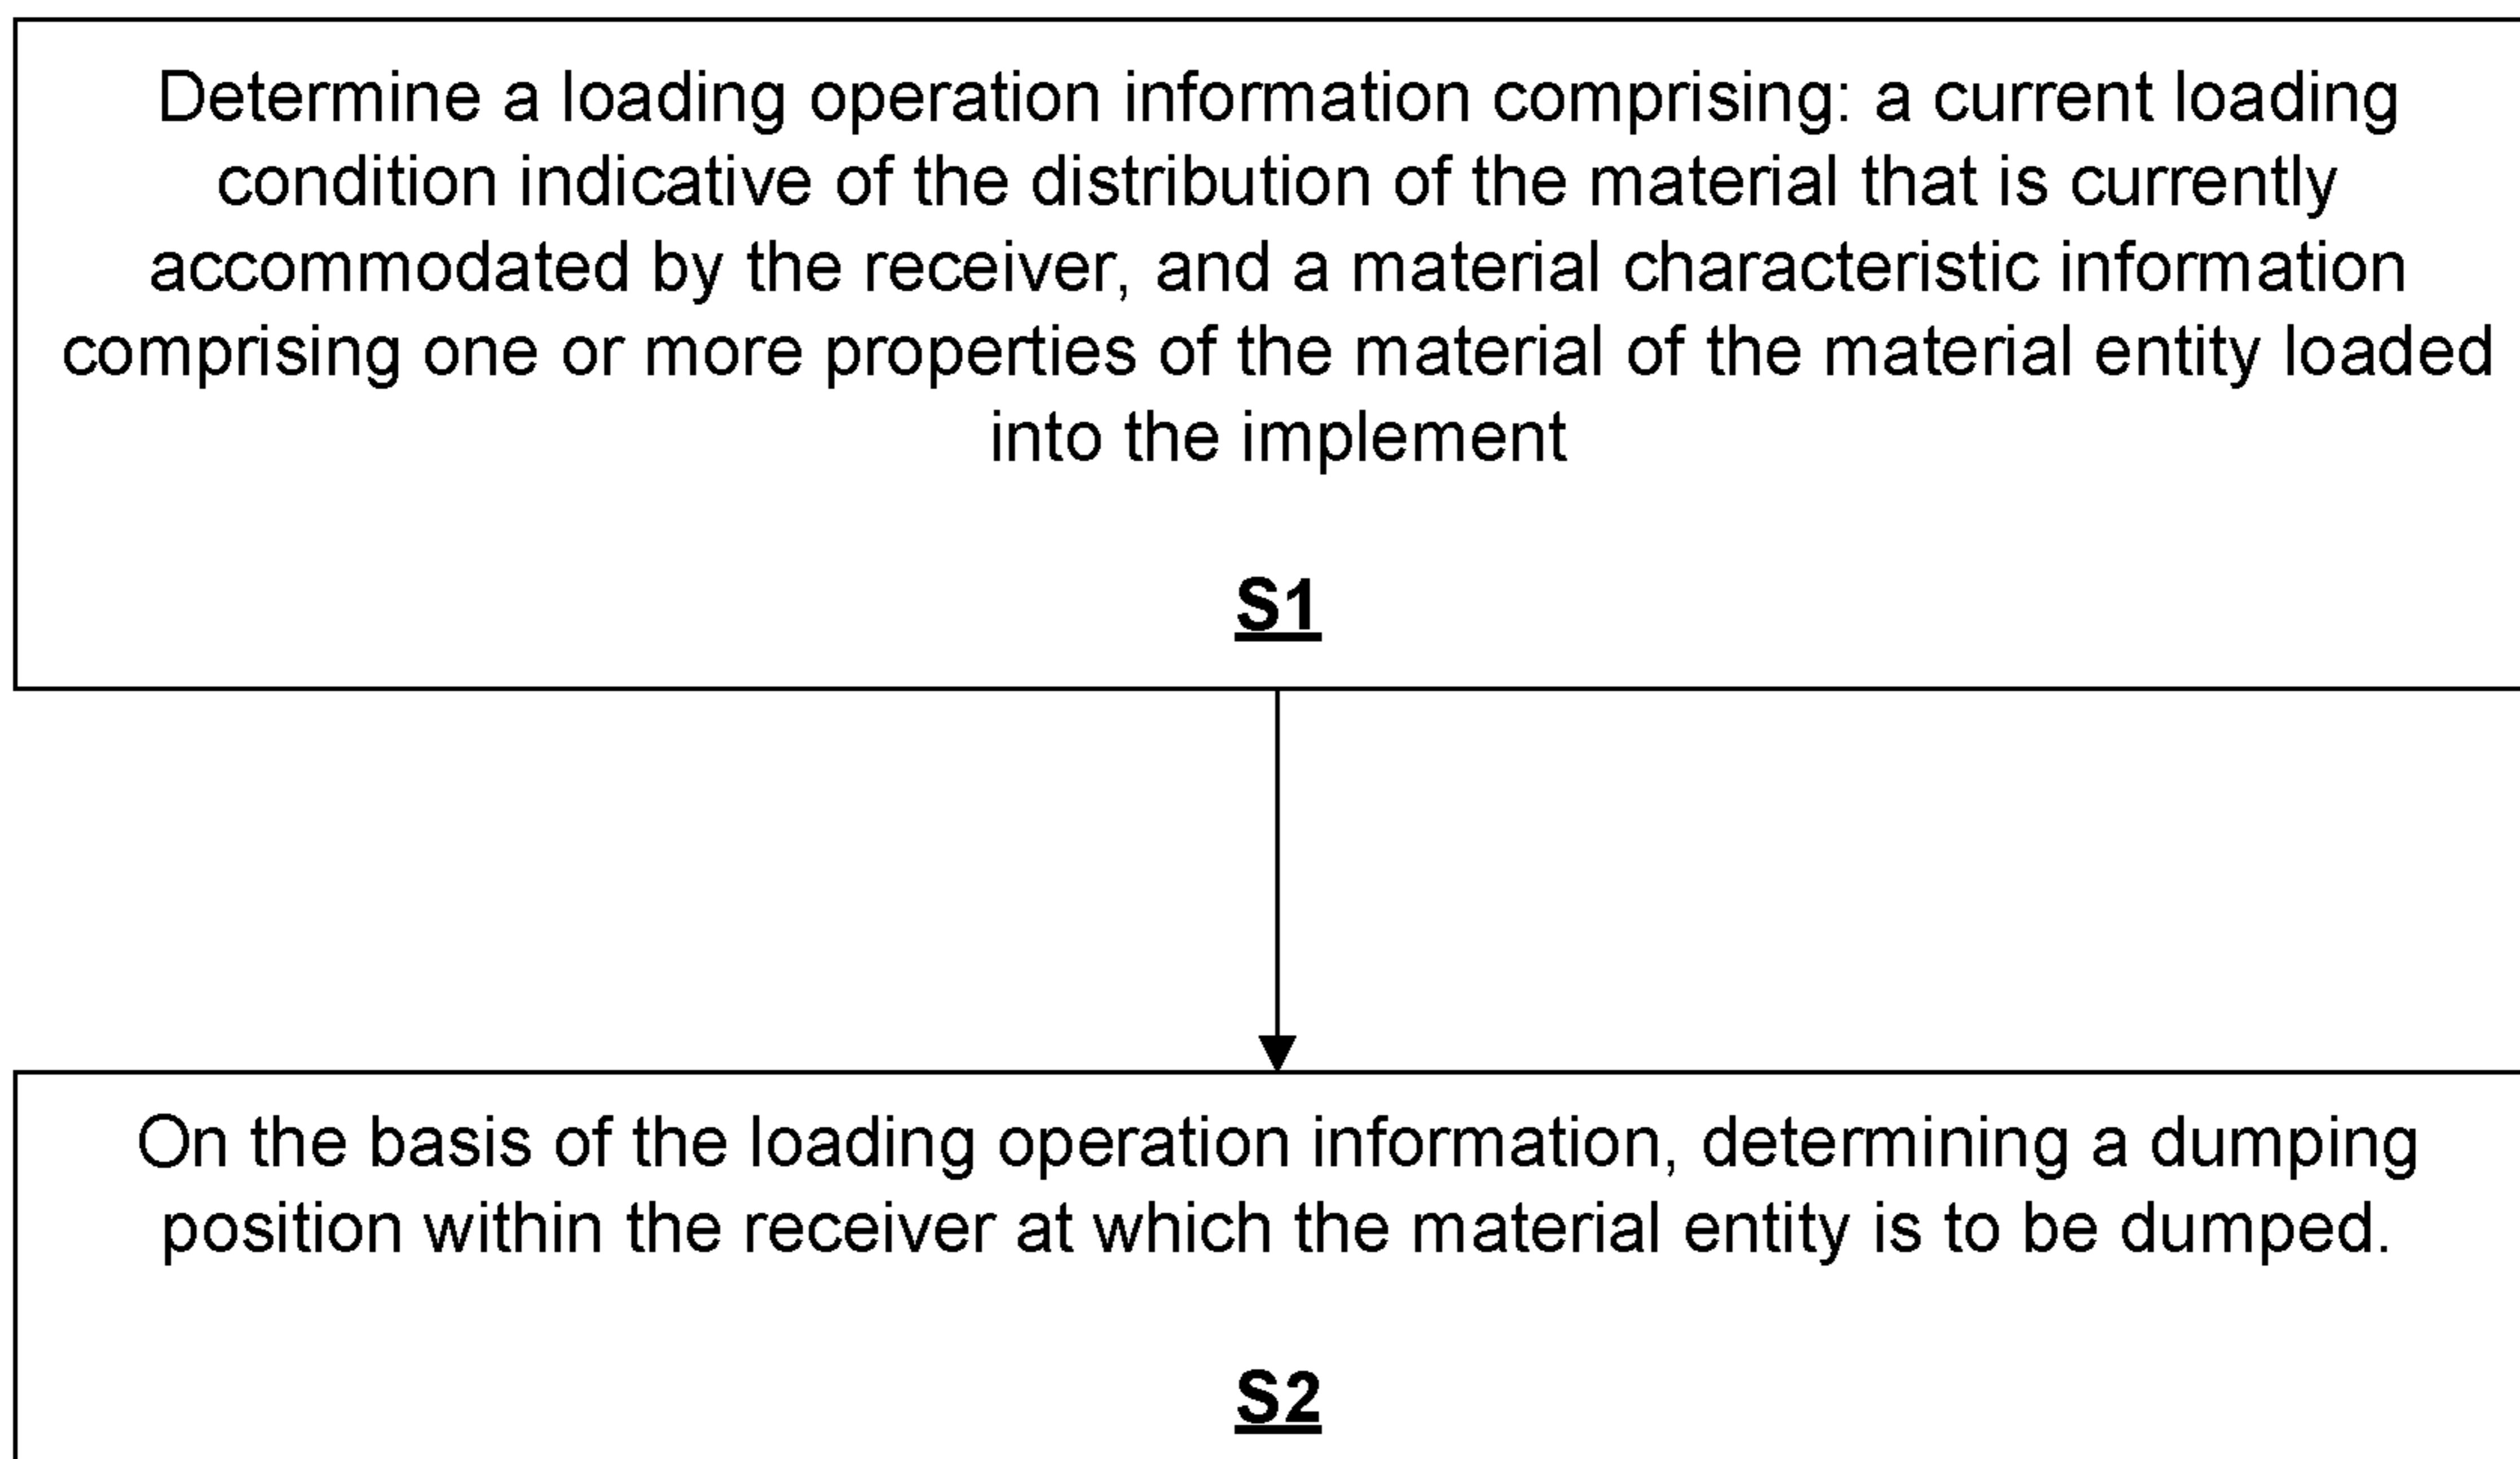 Determine a loading operation information comprising: a current loading
condition indicative of the distribution of the material that is currently
accommodated by the receiver, and a material characteristic information
comprising one or more properties of the material of the material entity loaded
into the implement
S1
On the basis of the loading operation information, determining a dumping
position within the receiver at which the material entity is to be dumped.
S2